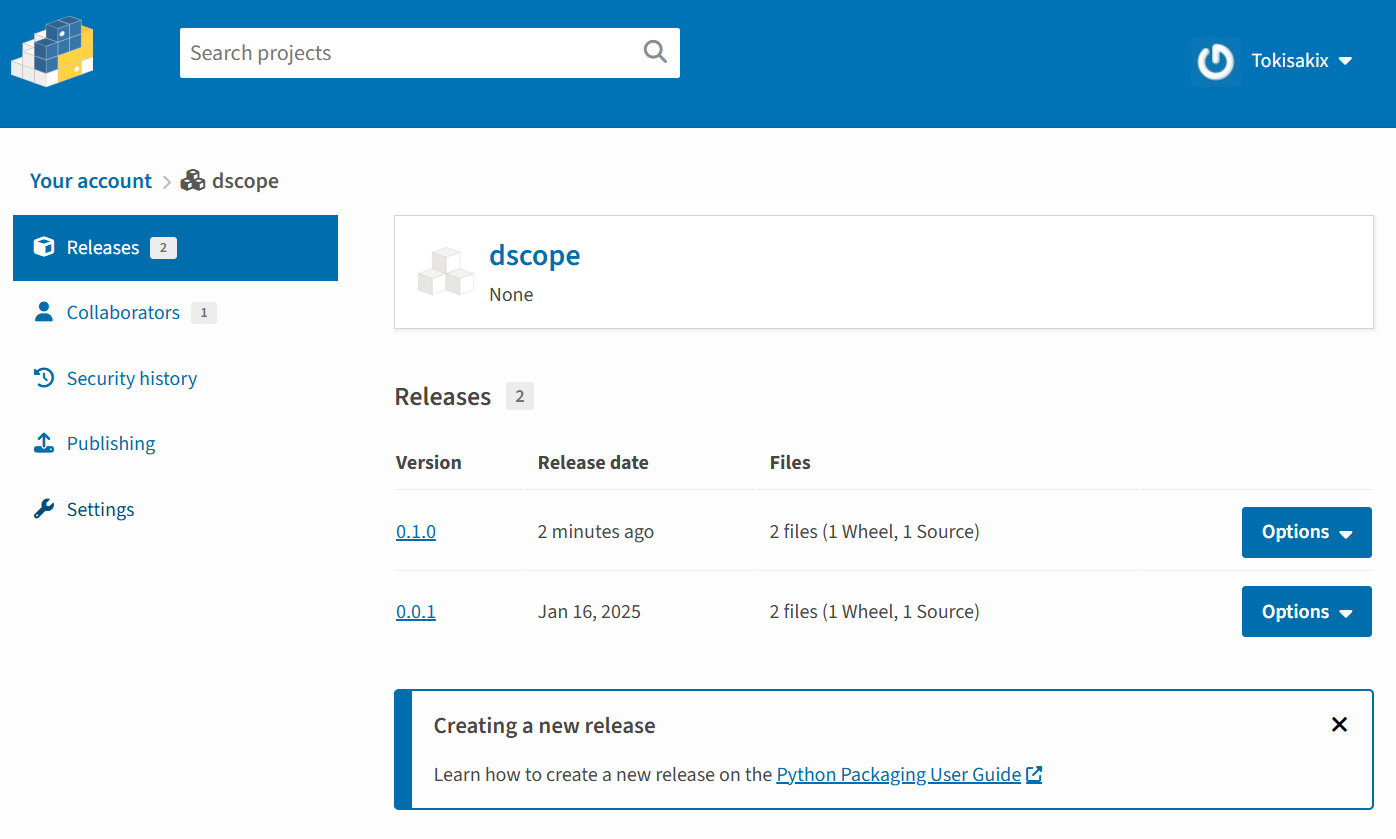 Search projects
Tokisakix
Your account dscope
Releases 2
Collaborators 1
Security history
Publishing
Settings
dscope
None
Releases 2
Version Release date Files
0.1.0 2 minutes ago 2 files (1 Wheel, 1 Source) Options
0.0.1 Jan 16, 2025 2 files (1 Wheel, 1 Source) Options
Creating a new release
Learn how to create a new release on the Python Packaging User Guide